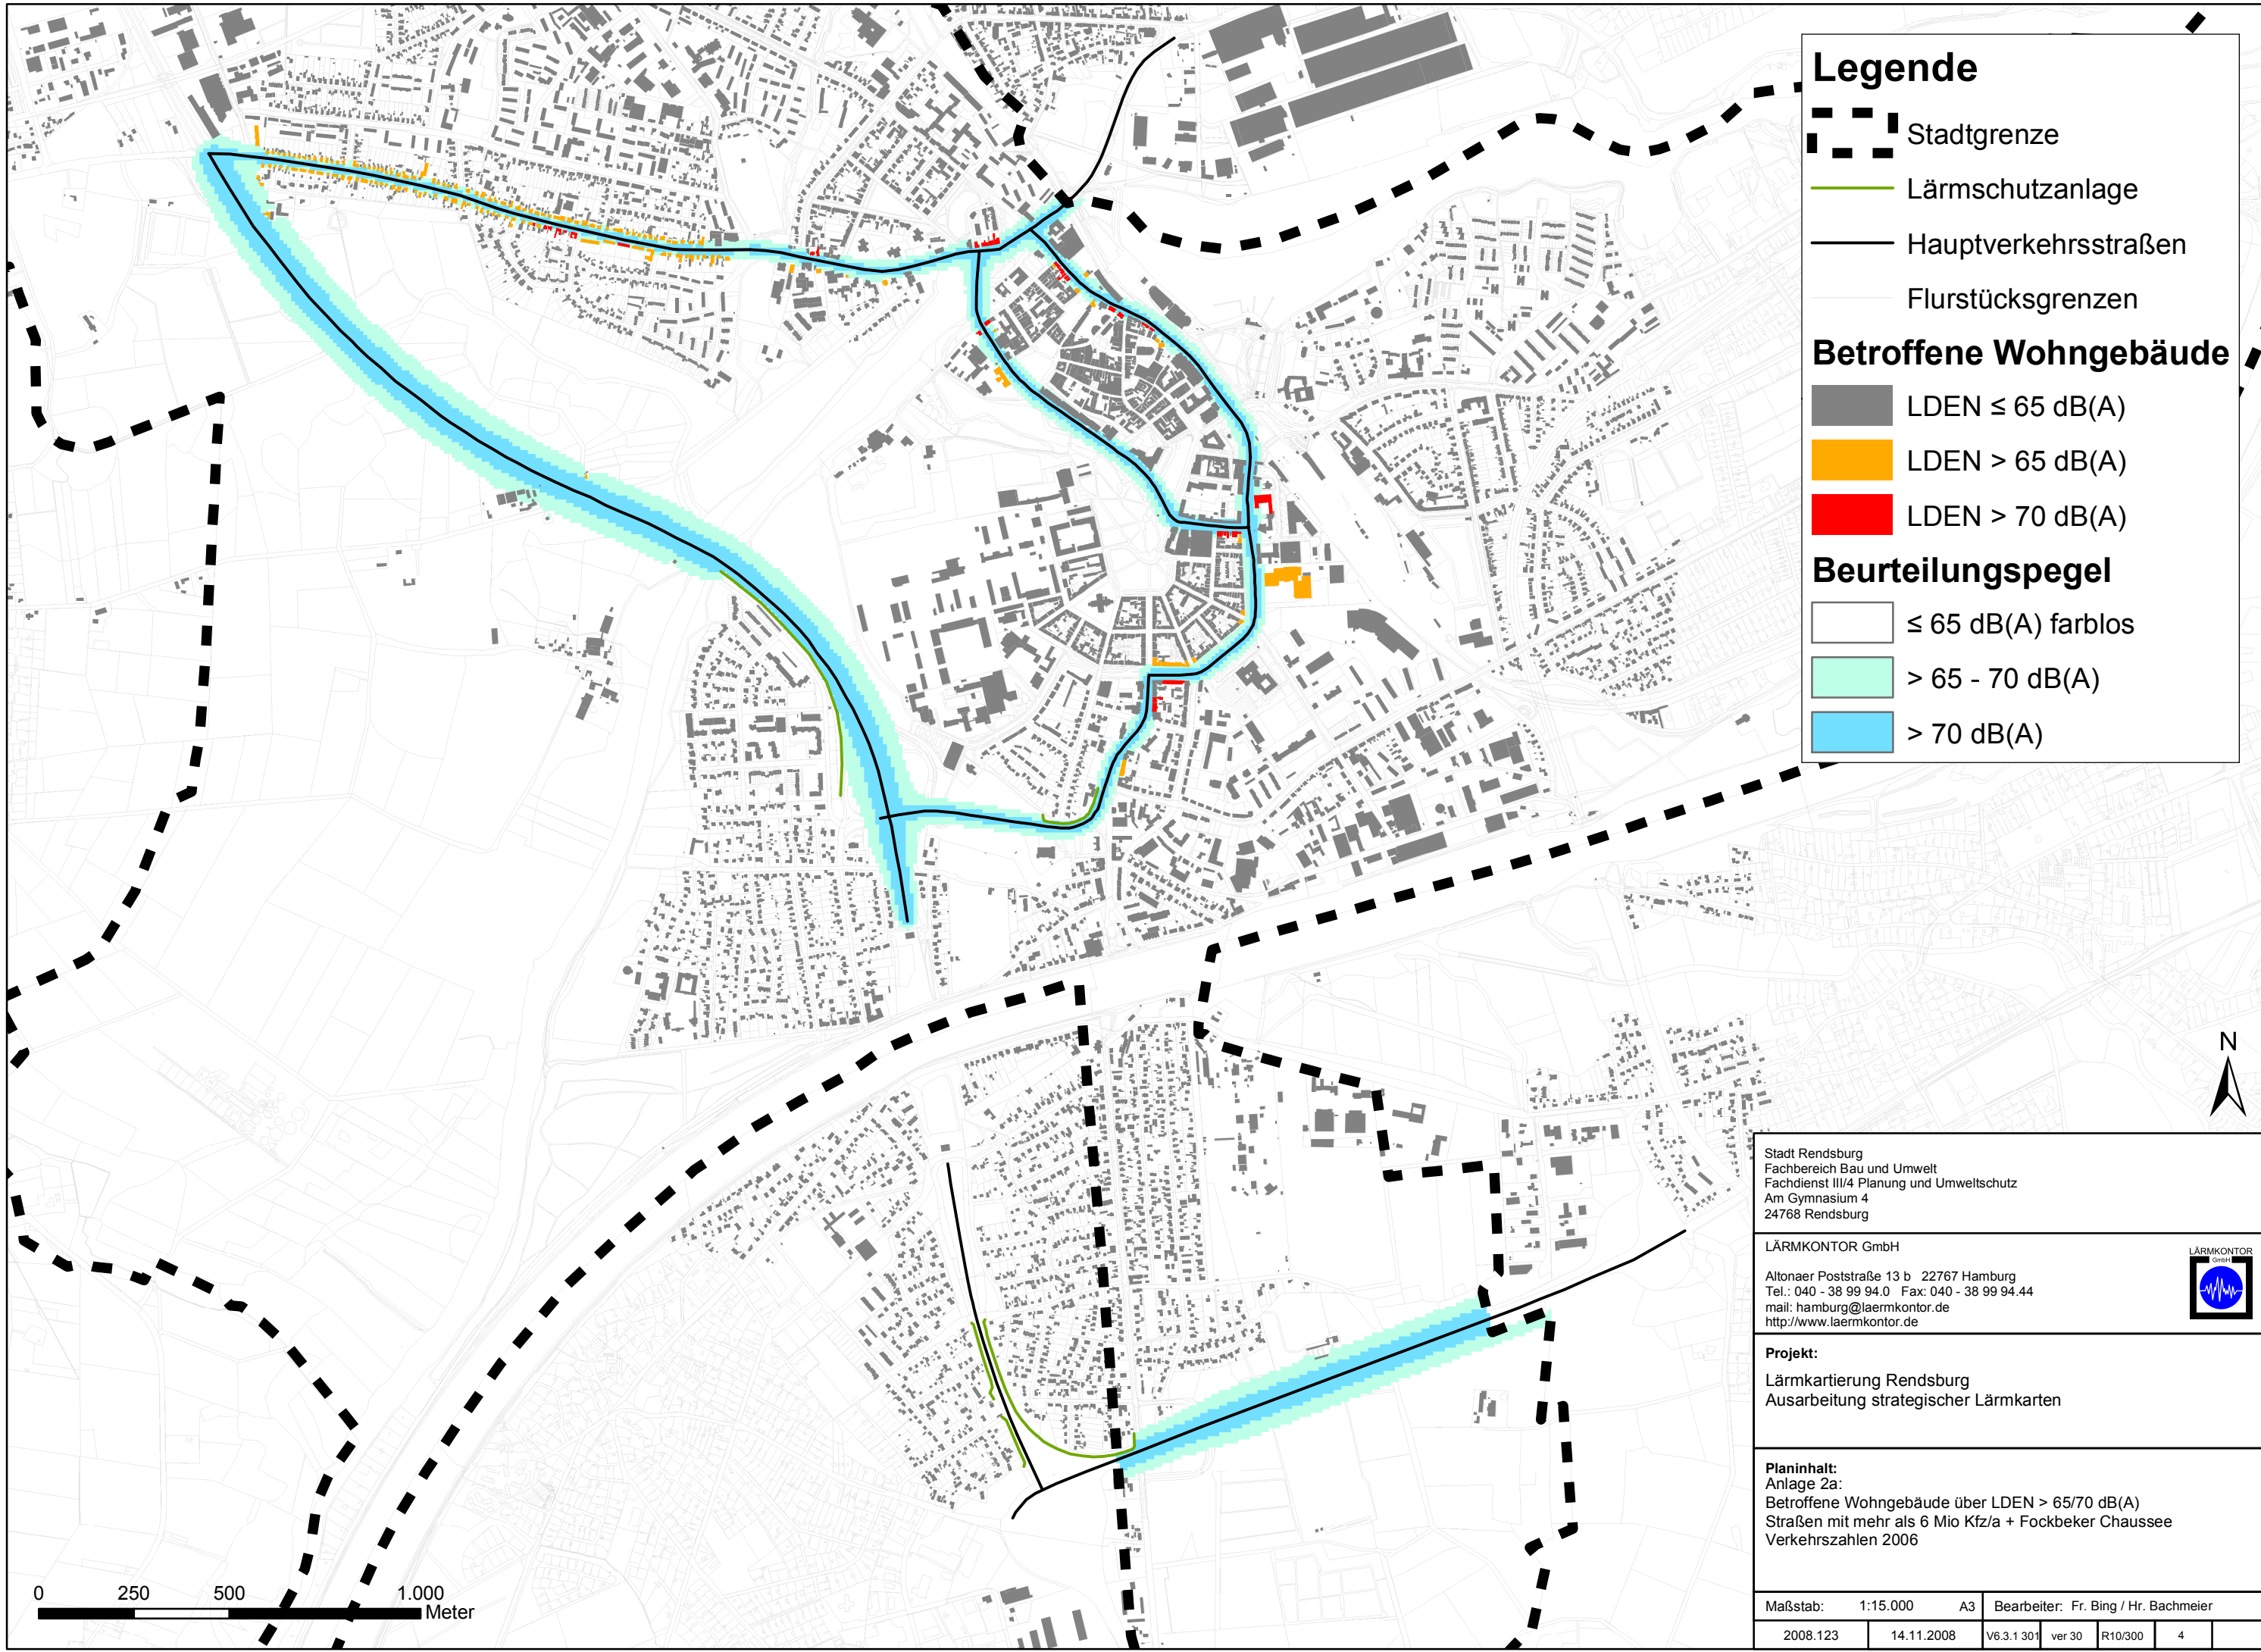 Legende
Stadtgrenze
Lärmschutzanlage
Hauptverkehrsstraßen
Flurstücksgrenzen
Betroffene Wohngebäude
LDEN ≤ 65 dB(A)
LDEN > 65 dB(A)
LDEN > 70 dB(A)
Beurteilungspegel
≤ 65 dB(A) farblos
> 65 - 70 dB(A)
> 70 dB(A)
N
Stadt Rendsburg
Fachbereich Bau und Umwelt
Fachdienst III/4 Planung und Umweltschutz
Am Gymnasium 4
24768 Rendsburg
LÄRMKONTOR GmbH
Altonaer Poststraße 13 b 22767 Hamburg
Tel.: 040 - 38 99 94.0 Fax: 040 - 38 99 94.44
mail: hamburg@laermkontor.de
http://www.laermkontor.de
LÄRMKONTOR
GmbH
Projekt:
Lärmkartierung Rendsburg
Ausarbeitung strategischer Lärmkarten
Planinhalt:
Anlage 2a:
Betroffene Wohngebäude über LDEN > 65/70 dB(A)
Straßen mit mehr als 6 Mio Kfz/a + Fockbeker Chaussee
Verkehrszahlen 2006
Maßstab: 1:15.000 A3 Bearbeiter: Fr. Bing / Hr. Bachmeier
2008.123 14.11.2008 V6.3.1 301 ver 30 R10/300 4
0 250 500 1.000
Meter